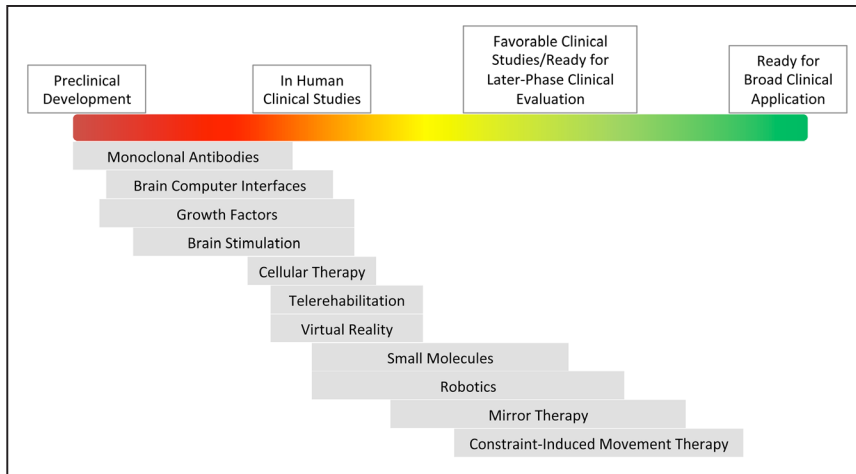 Preclinical
Development
In Human
Clinical Studies
Favorable Clinical
Studies/Ready for
Later-Phase Clinical
Evaluation
Ready for
Broad Clinical
Application
Monoclonal Antibodies
Brain Computer Interfaces
Growth Factors
Brain Stimulation
Cellular Therapy
Telerehabilitation
Virtual Reality
Small Molecules
Robotics
Mirror Therapy
Constraint-Induced Movement Therapy